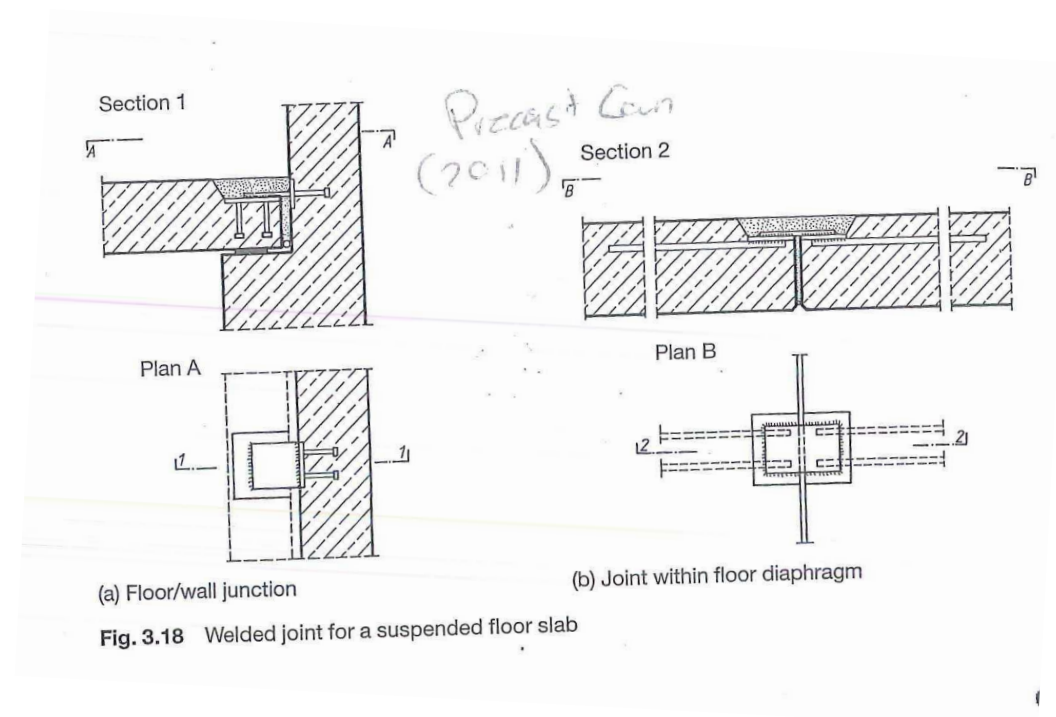 Section 1
A
A
Precast Con
(2011)
Section 2
B
B
Plan A
1
1
Plan B
2
2
(a) Floor/wall junction
(b) Joint within floor diaphragm
Fig. 3.18 Welded joint for a suspended floor slab